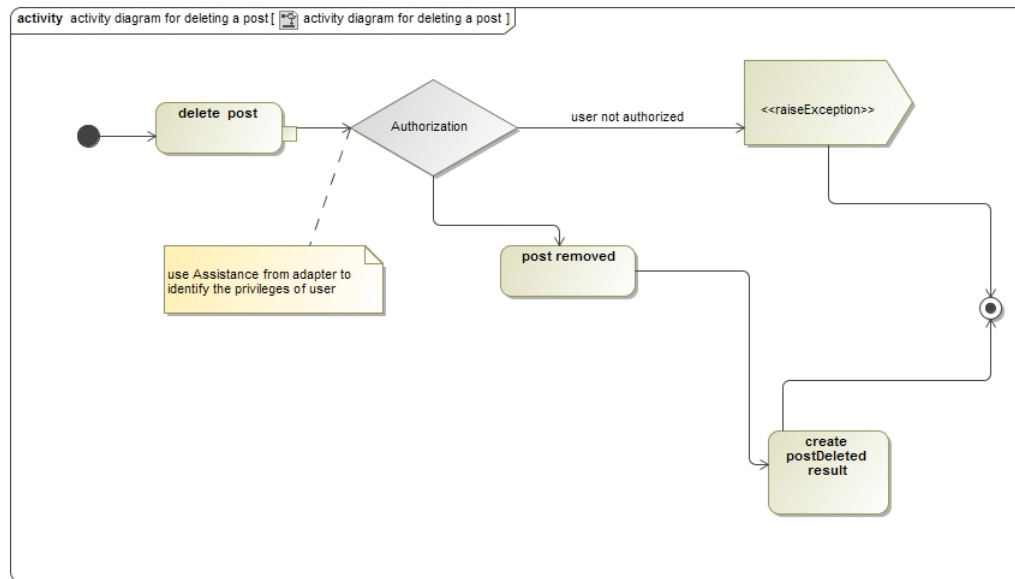 activity activity diagram for deleting a post [ activity diagram for deleting a post ]
delete post
Authorization
user not authorized
<<raiseException>>
use Assistance from adapter to
identify the privileges of user
post removed
create
postDeleted
result